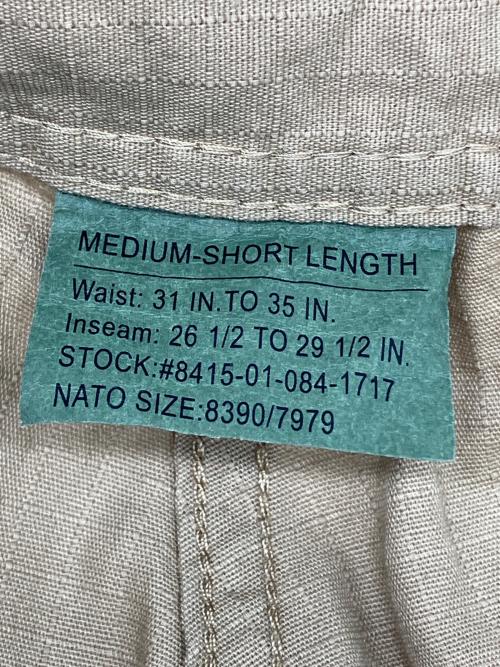 MEDIUM-SHORT LENGTH
Waist: 31 IN.TO 35 IN.
Inseam: 26 1/2 TO 29 1/2 IN.
STOCK:#8415-01-084-1717
NATO SIZE:8390/7979